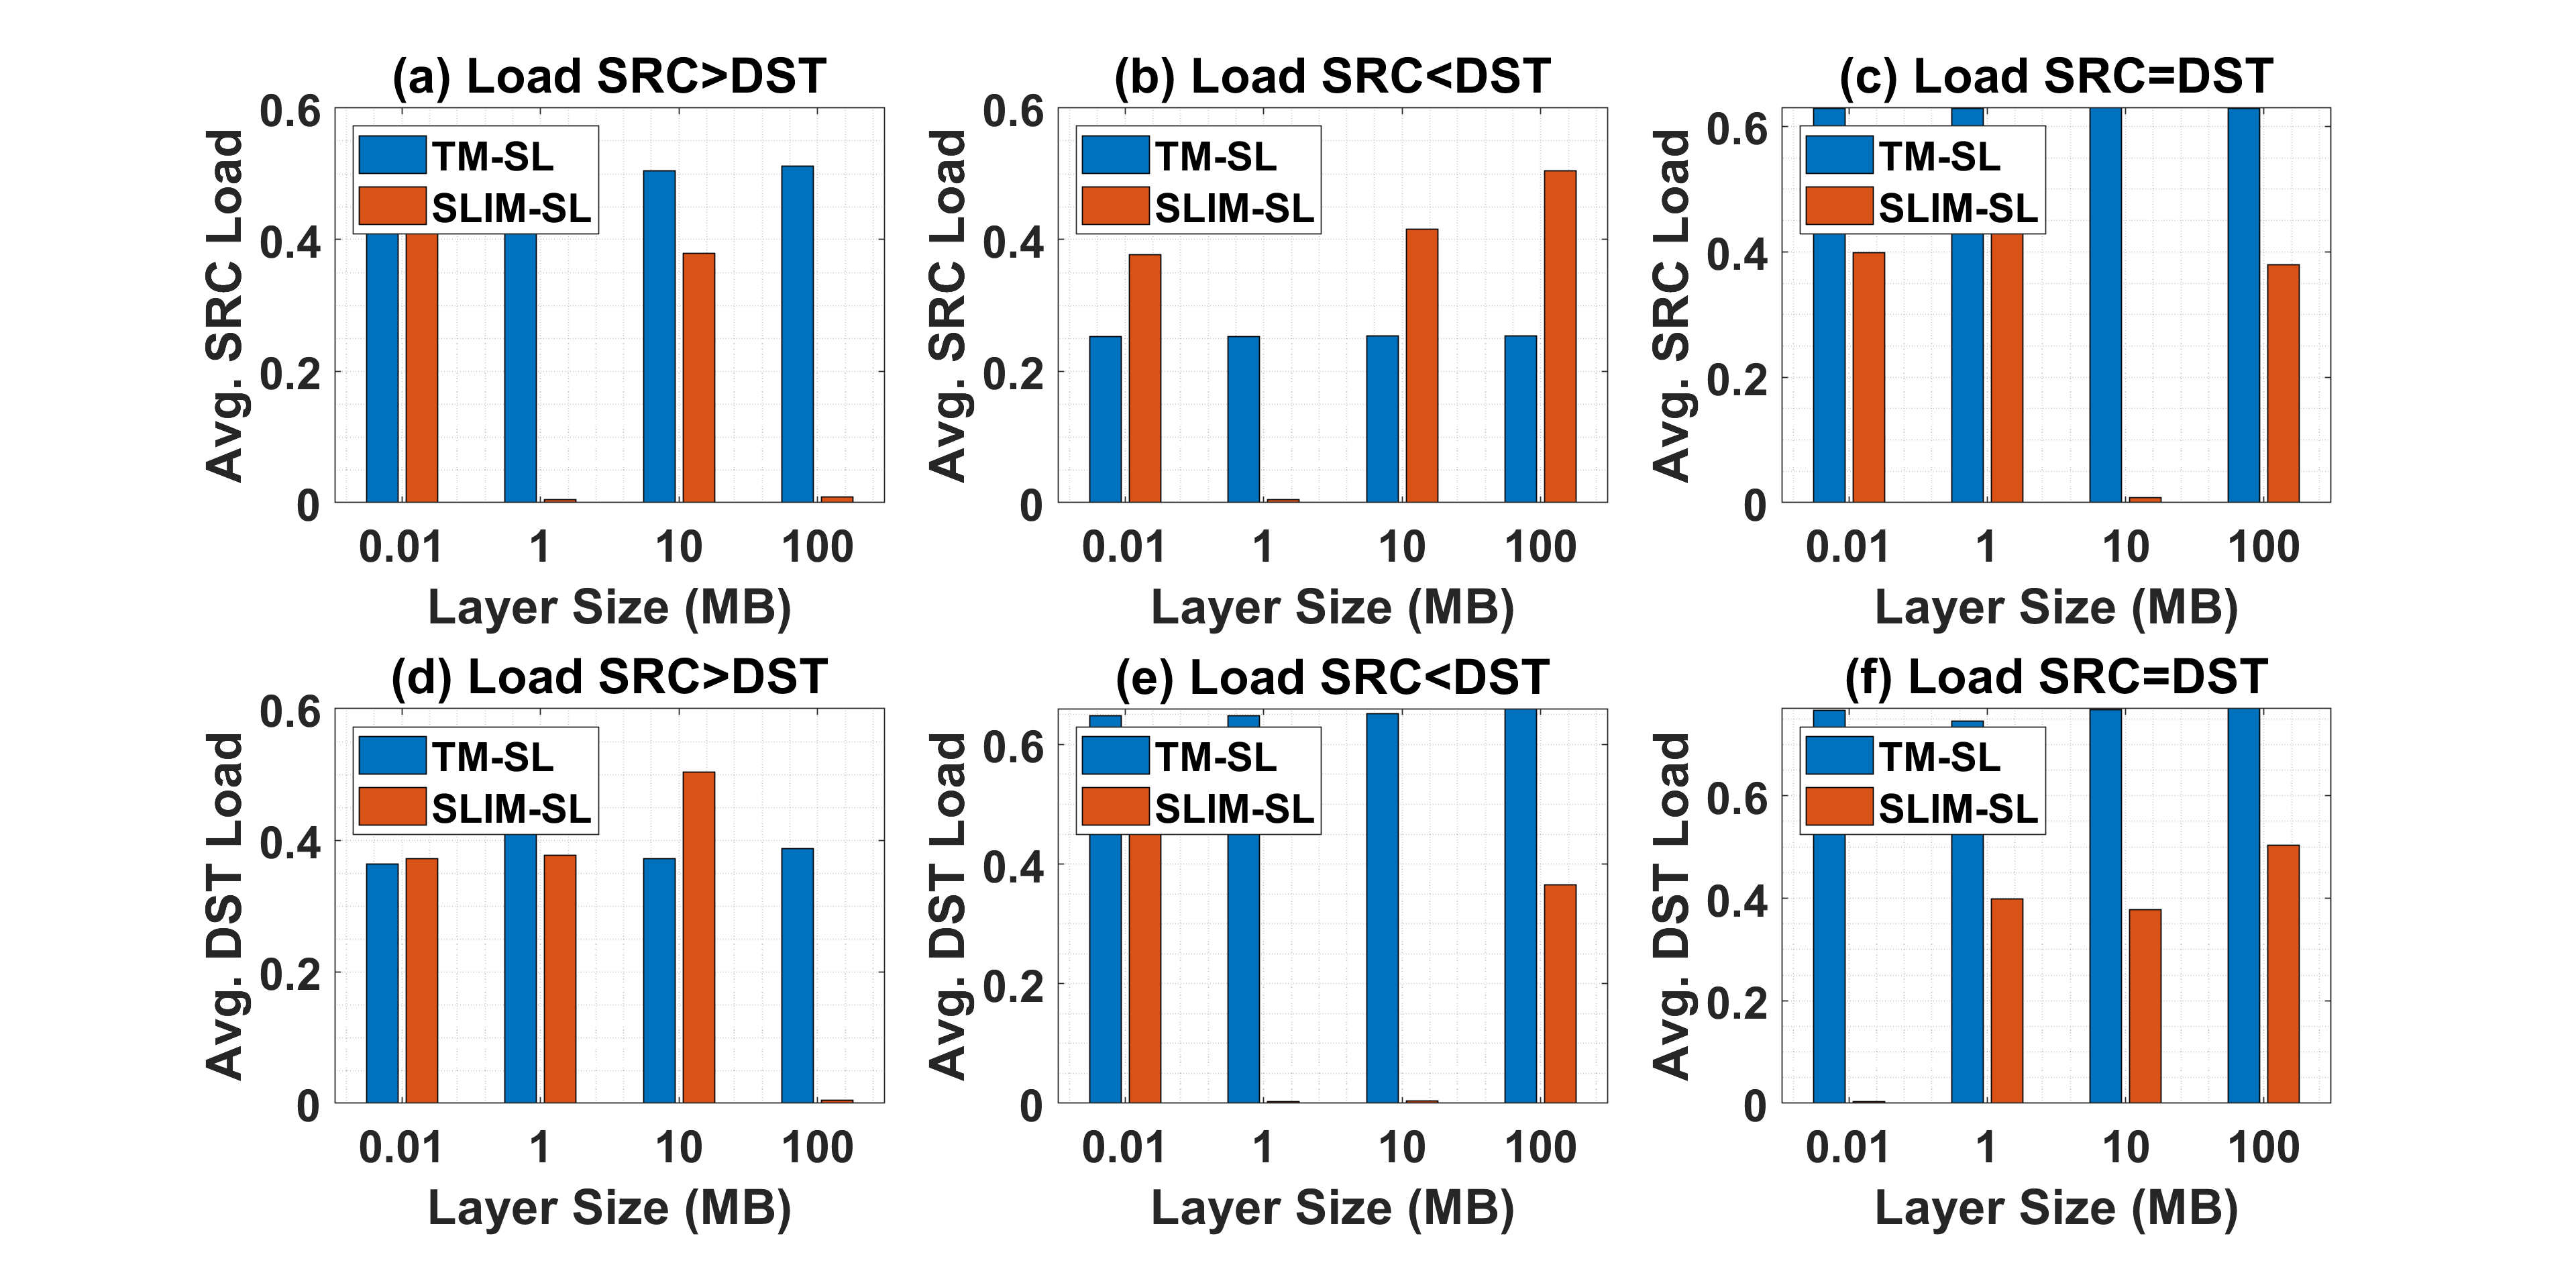 (a) Load SRC>DST
Avg. SRC Load
0.6
0.4
0.2
0
TM-SL
SLIM-SL
0.01 1 10 100
Layer Size (MB)
(b) Load SRC<DST
Avg. SRC Load
0.6
0.4
0.2
0
TM-SL
SLIM-SL
0.01 1 10 100
Layer Size (MB)
(c) Load SRC=DST
Avg. SRC Load
0.6
0.4
0.2
0
TM-SL
SLIM-SL
0.01 1 10 100
Layer Size (MB)
(d) Load SRC>DST
Avg. DST Load
0.6
0.4
0.2
0
TM-SL
SLIM-SL
0.01 1 10 100
Layer Size (MB)
(e) Load SRC<DST
Avg. DST Load
0.6
0.4
0.2
0
TM-SL
SLIM-SL
0.01 1 10 100
Layer Size (MB)
(f) Load SRC=DST
Avg. DST Load
0.6
0.4
0.2
0
TM-SL
SLIM-SL
0.01 1 10 100
Layer Size (MB)